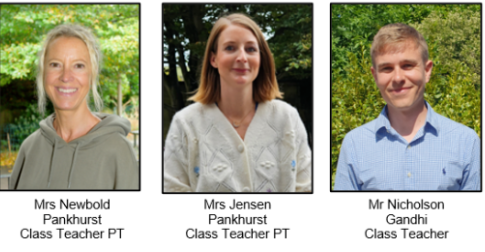 Mrs Newbold
Pankhurst
Class Teacher PT
Mrs Jensen
Pankhurst
Class Teacher PT
Mr Nicholson
Gandhi
Class Teacher